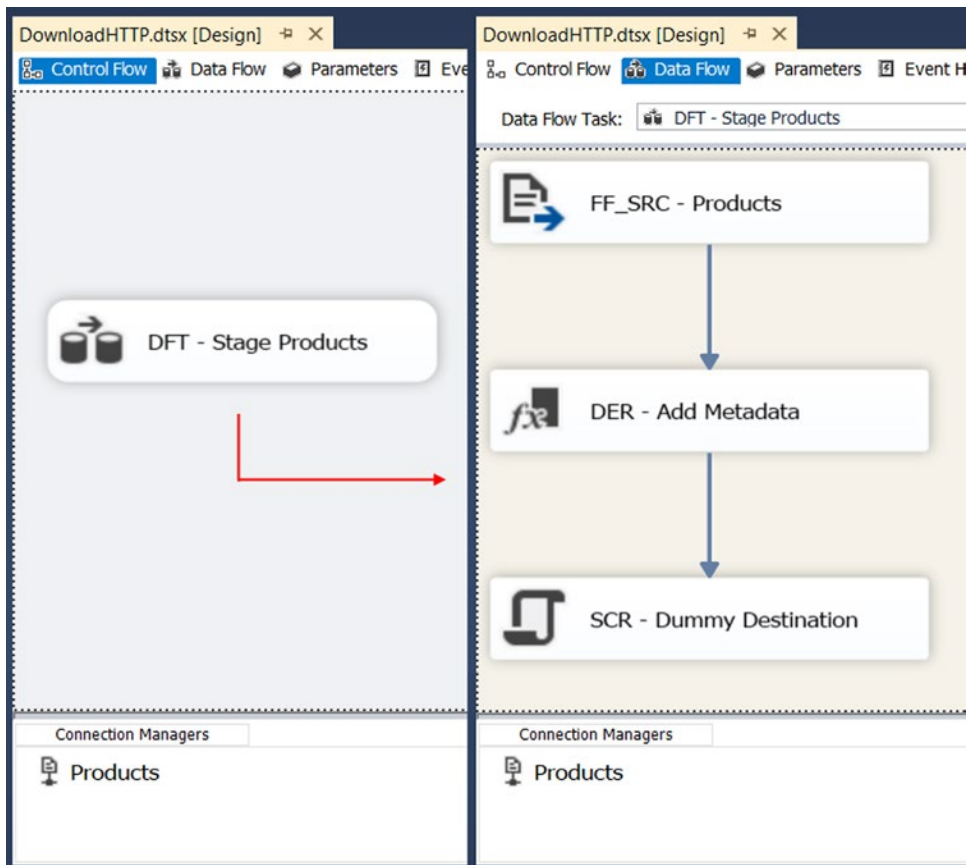 DownloadHTTP.dtsx [Design]
Control Flow Data Flow Parameters Eve
DFT - Stage Products
Connection Managers
Products
DownloadHTTP.dtsx [Design]
Control Flow Data Flow Parameters Event H
Data Flow Task: DFT - Stage Products
FF_SRC - Products
DER - Add Metadata
SCR - Dummy Destination
Connection Managers
Products